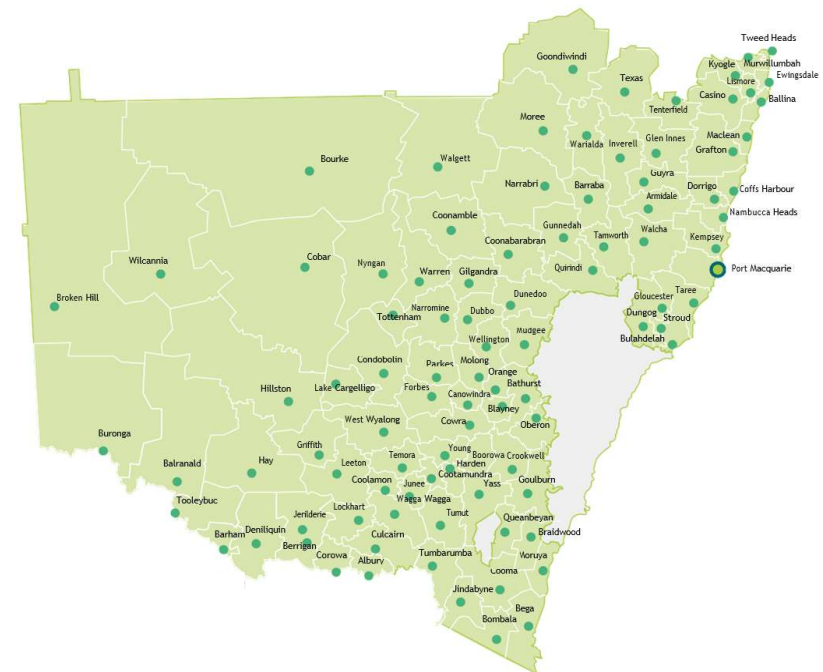 Tweed Heads
Goondiwindi
Kyogle
Murwillumbah
Texas
Lismore
Ewingsdale
Casino
Ballina
Tenterfield
Moree
Maclean
Warialda
Inverell
Glen Innes
Grafton
Bourke
Walgett
Guyra
Narrabri
Barraba
Dorrigo
Coffs Harbour
Armidale
Nambucca Heads
Coonamble
Gunnedah
Tamworth
Walcha
Kempsey
Coonabarabran
Wilcannia
Cobar
Nyngan
Warren
Gilgandra
Quirindi
Port Macquarie
Broken Hill
Dunedoo
Gloucester
Taree
Narromine
Dubbo
Dungog
Stroud
Tottenham
Mudgee
Wellington
Bulahdelah
Condobolin
Parkes
Molong
Orange
Hillston
Lake Cargelligo
Forbes
Bathurst
Canowindra
Blayney
West Wyalong
Cowra
Oberon
Buronga
Griffith
Young
Temora
Boorowa
Crookwell
Balranald
Hay
Leeton
Harden
Cootamundra
Coolamon
Junee
Yass
Goulburn
Tooleybuc
Wagga Wagga
Lockhart
Jerilderie
Tumut
Queanbeyan
Barham
Deniliquin
Culcairn
Braidwood
Berrigan
Corowa
Albury
Tumbarumba
Moruya
Cooma
Jindabyne
Bega
Bombala